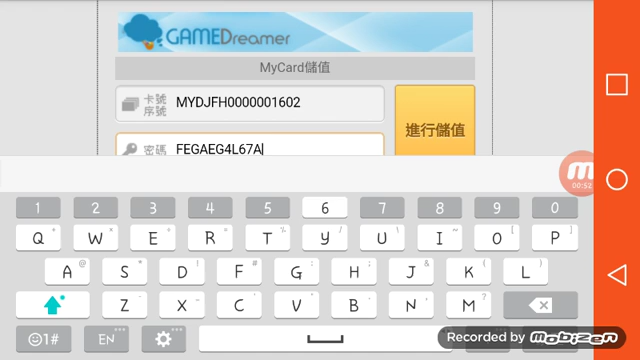 GAMEDreamer
MyCard儲值
卡號
序號
MYDJFH0000001602
進行儲值
密碼
FEGAEG4L67A
00:52
1 2 3 4 5 6 7 8 9 0
Q W E R T Y U I O P
A S D F G H J K L
Z X C V B N M
1# EN
Recorded by Mobizen